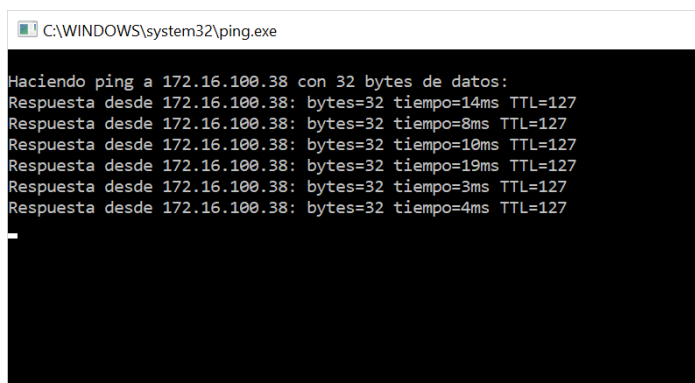 C:\WINDOWS\system32\ping.exe
Haciendo ping a 172.16.100.38 con 32 bytes de datos:
Respuesta desde 172.16.100.38: bytes=32 tiempo=14ms TTL=127
Respuesta desde 172.16.100.38: bytes=32 tiempo=8ms TTL=127
Respuesta desde 172.16.100.38: bytes=32 tiempo=10ms TTL=127
Respuesta desde 172.16.100.38: bytes=32 tiempo=19ms TTL=127
Respuesta desde 172.16.100.38: bytes=32 tiempo=3ms TTL=127
Respuesta desde 172.16.100.38: bytes=32 tiempo=4ms TTL=127